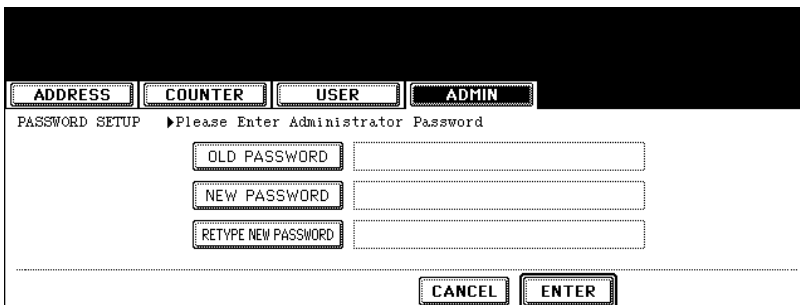 ADDRESS COUNTER USER ADMIN
PASSWORD SETUP ▶Please Enter Administrator Password
OLD PASSWORD
NEW PASSWORD
RETYPE NEW PASSWORD
CANCEL ENTER